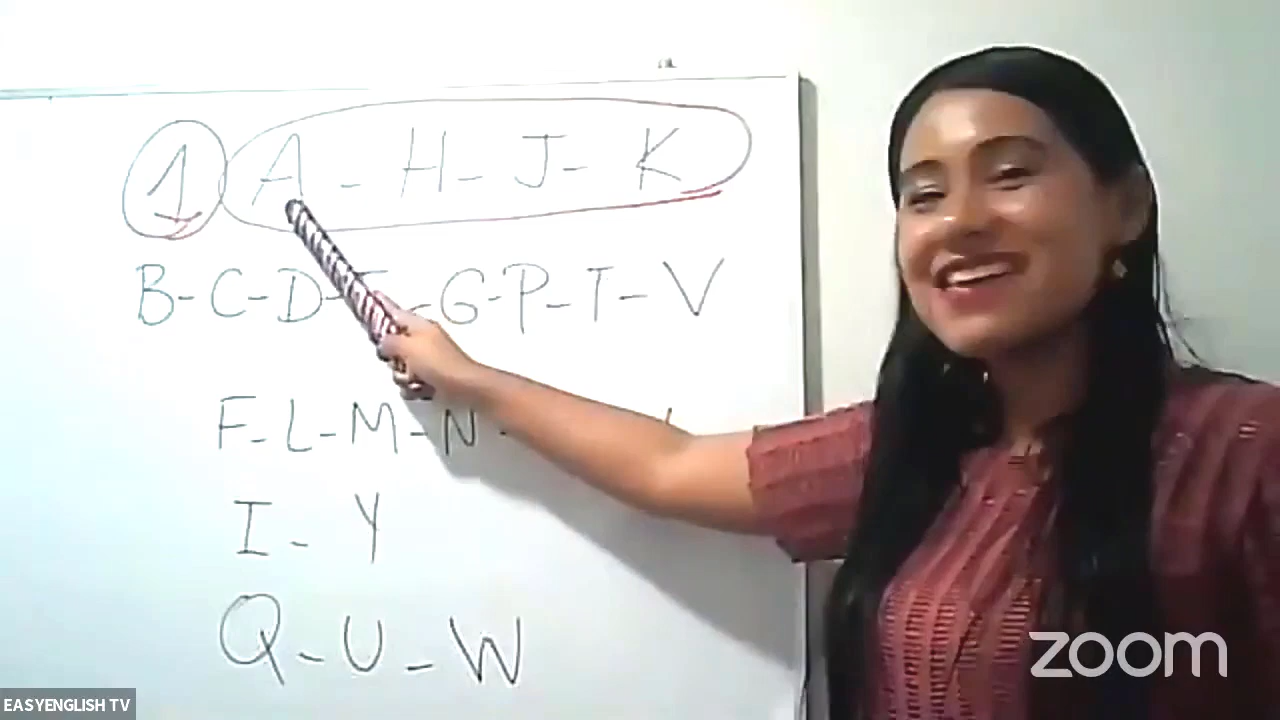 1 A - H - J - K
B - C - D - G - P - T - V
F - L - M - N -
I - Y
Q - U - W
zoom
EASYENGLISH TV